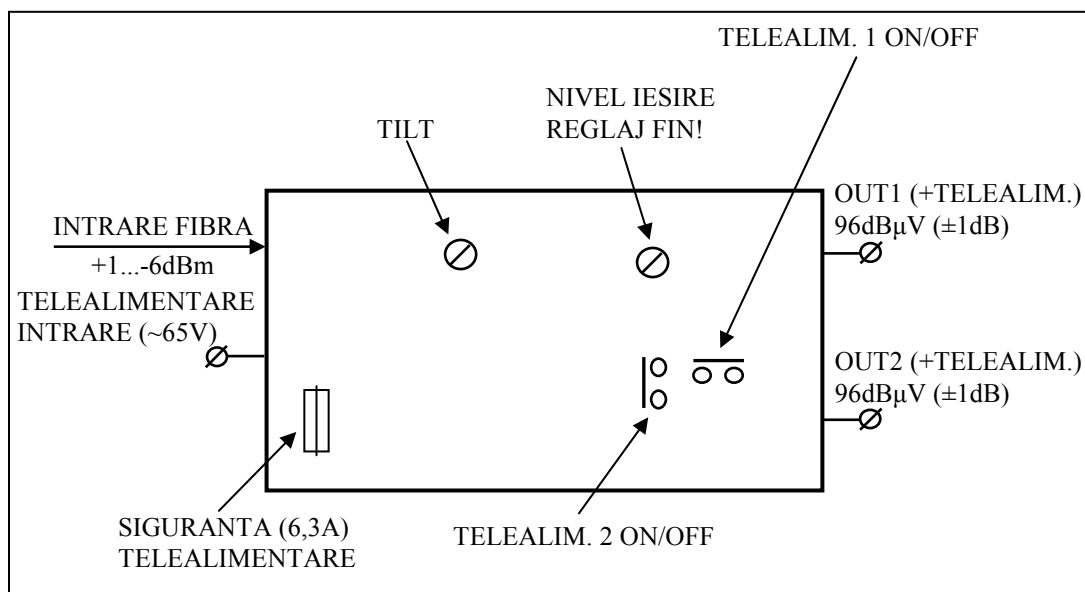 TELEALIM. 1 ON/OFF
NIVEL IESIRE
REGLAJ FIN!
TILT
OUT1 (+TELEALIM.)
96dBμV (±1dB)
INTRARE FIBRA
+1...-6dBm
TELEALIMENTARE
INTRARE (~65V)
OUT2 (+TELEALIM.)
96dBμV (±1dB)
SIGURANTA (6,3A)
TELEALIMENTARE
TELEALIM. 2 ON/OFF